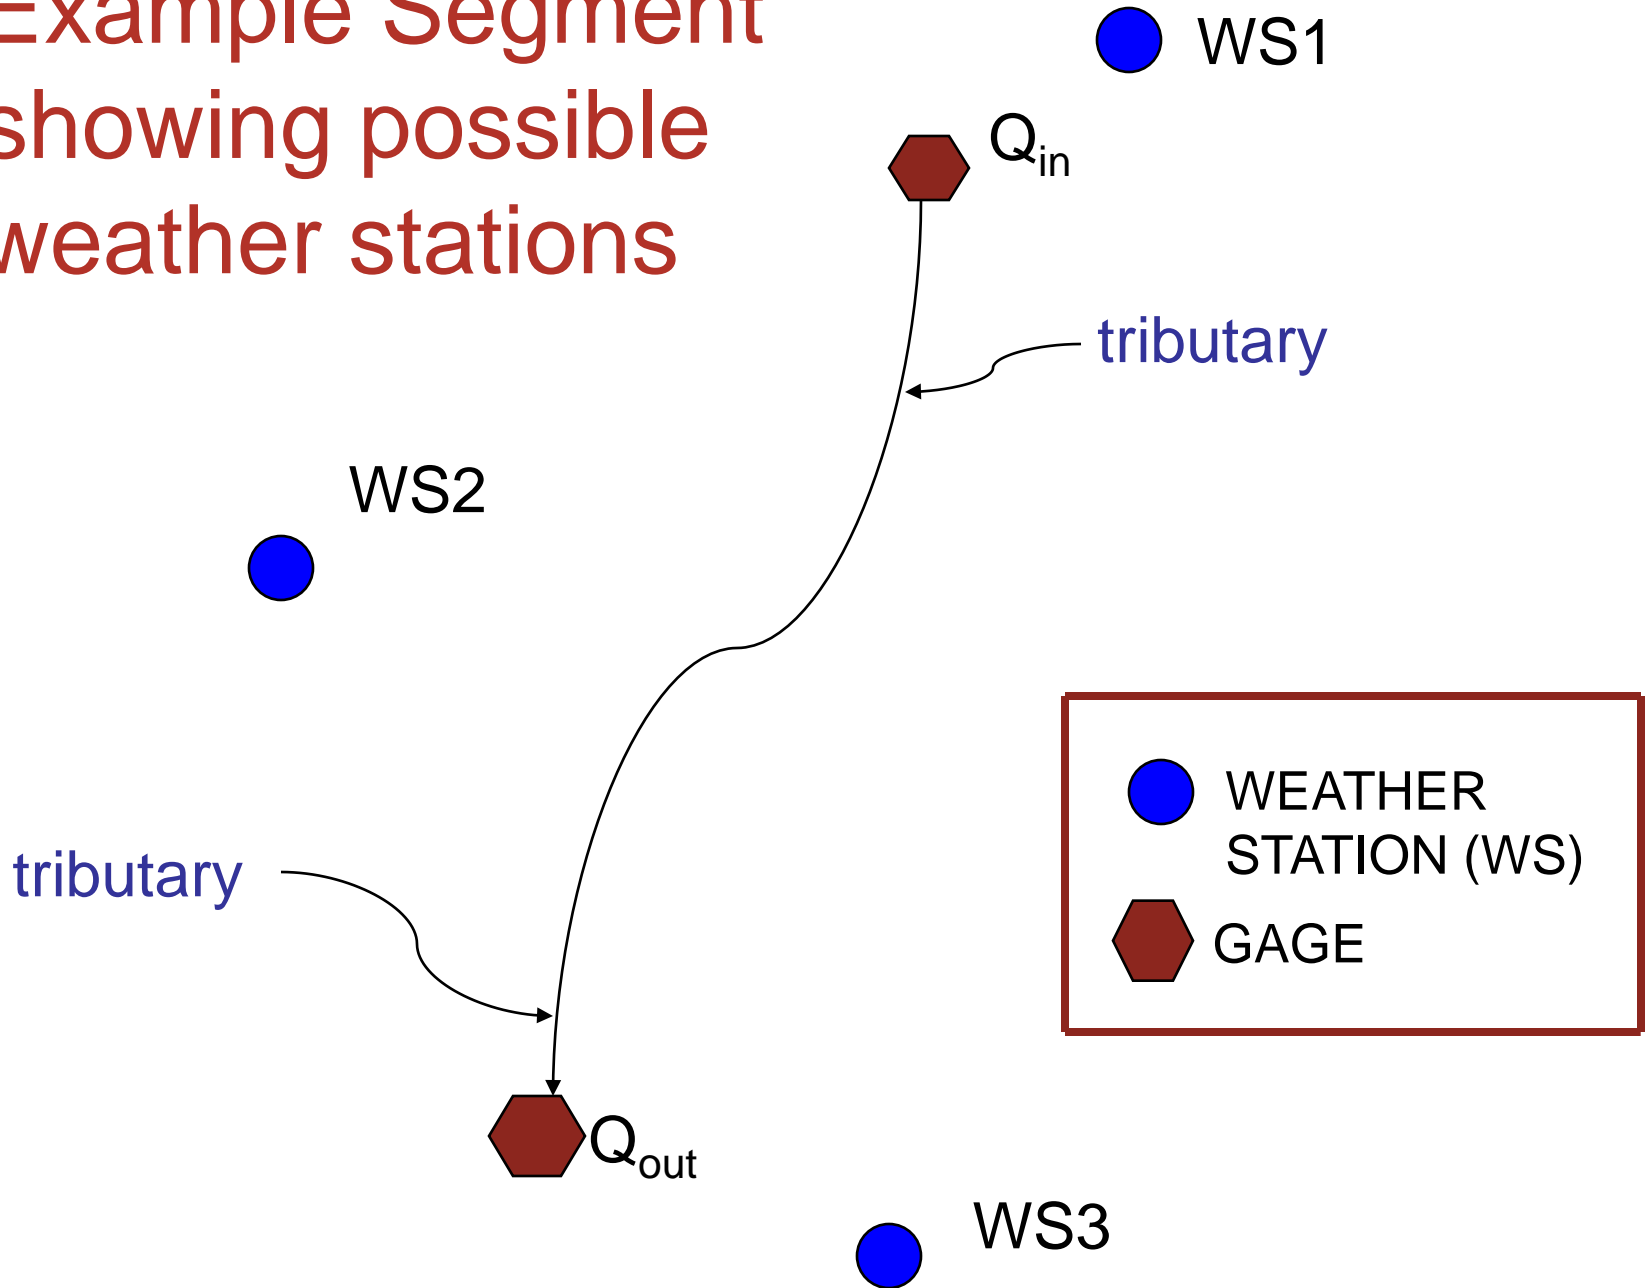 Example Segment
showing possible
weather stations
WS1
Qin
tributary
WS2
WEATHER
STATION (WS)
tributary
GAGE
Qout
WS3